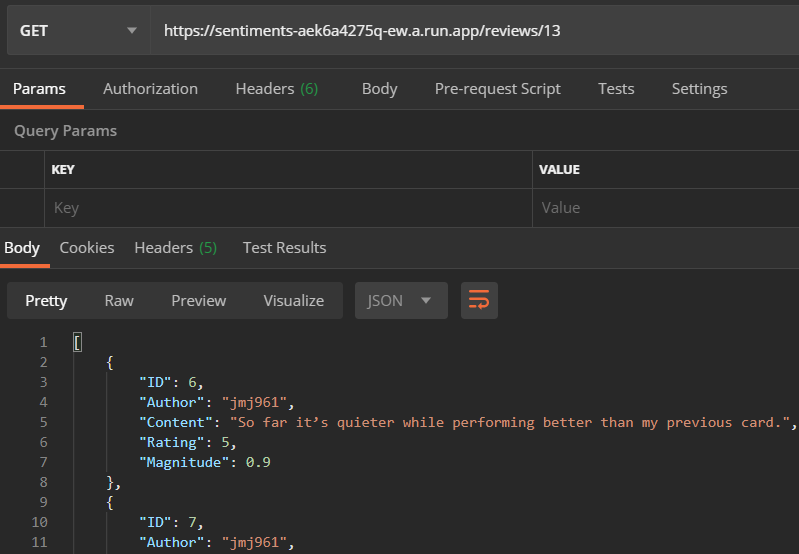 GET https://sentiments-aek6a4275q-ew.a.run.app/reviews/13
Params Authorization Headers (6) Body Pre-request Script Tests Settings
Query Params
KEY VALUE
Key Value
Body Cookies Headers (5) Test Results
Pretty Raw Preview Visualize JSON
1 [
2 {
3 "ID": 6,
4 "Author": "jmj961",
5 "Content": "So far it’s quieter while performing better than my previous card.",
6 "Rating": 5,
7 "Magnitude": 0.9
8 },
9 {
10 "ID": 7,
11 "Author": "jmj961",